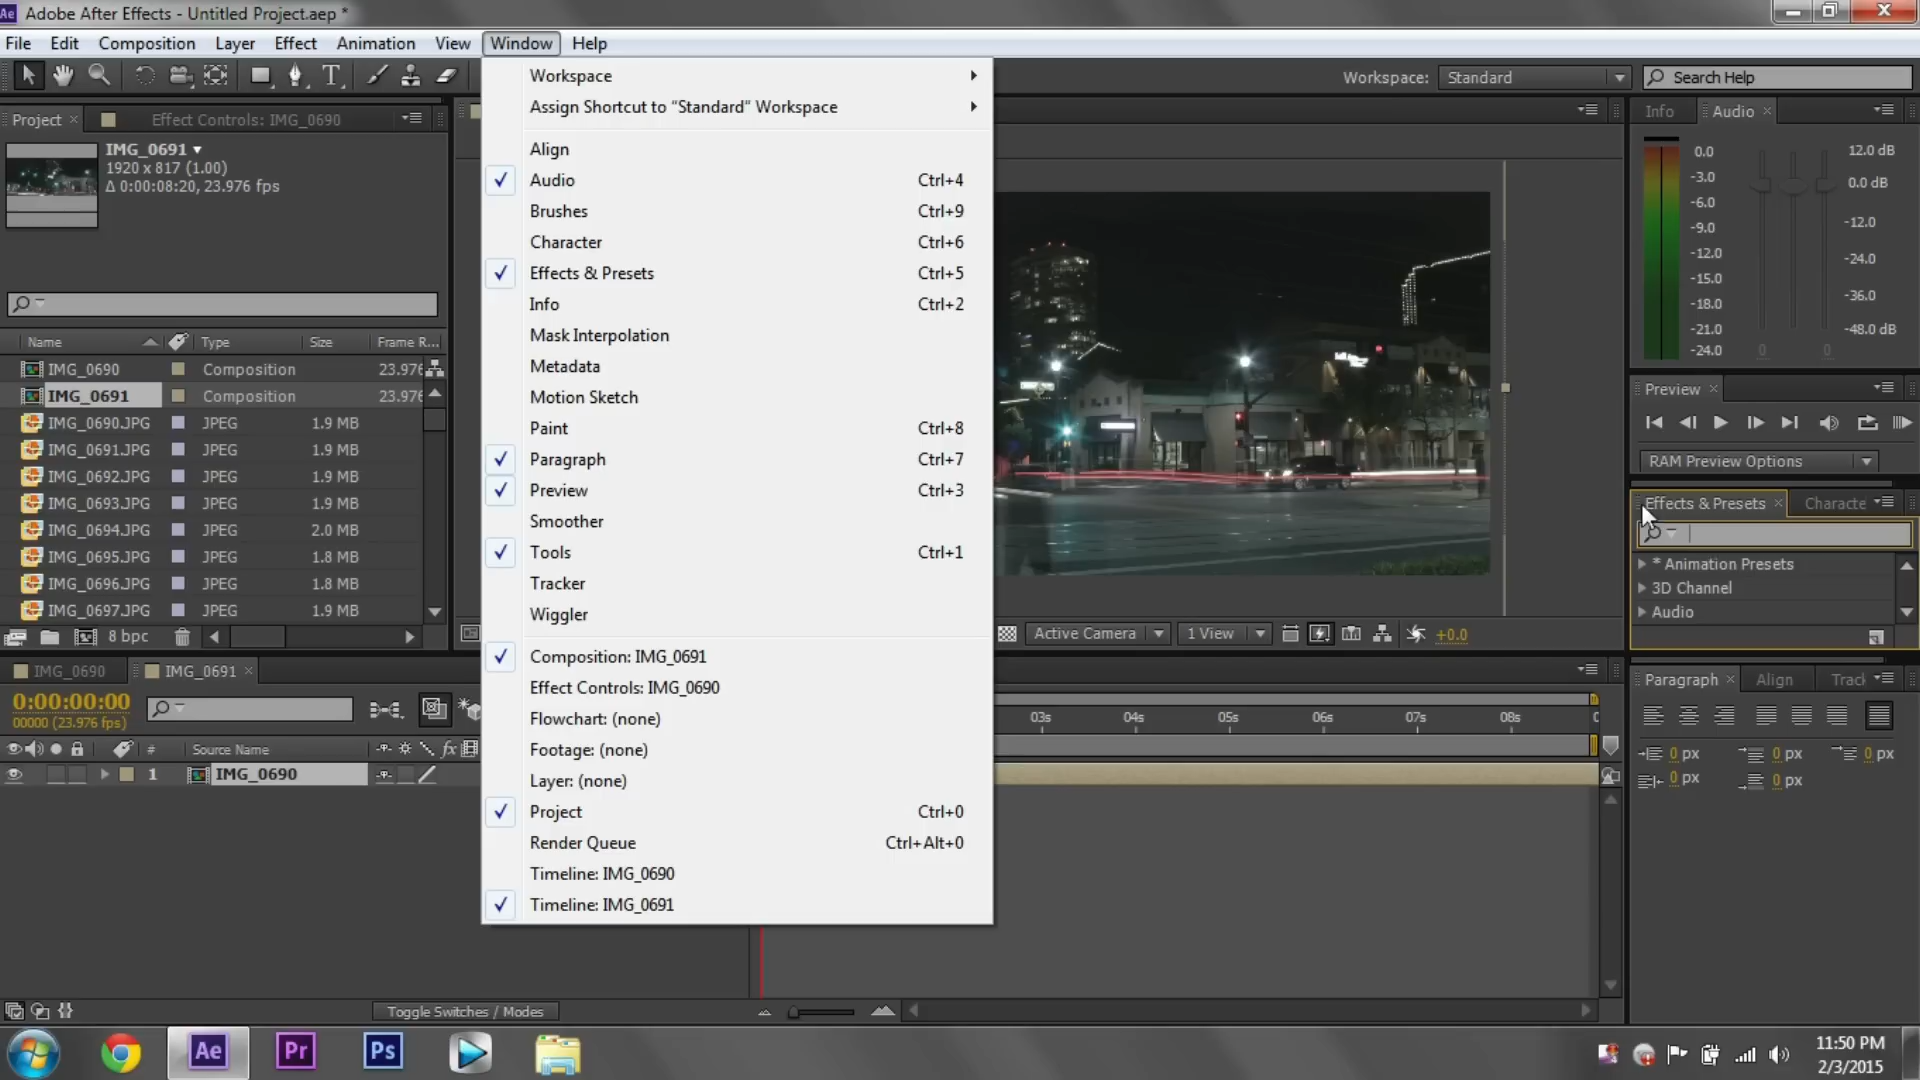 Ae Adobe After Effects - Untitled Project.aep *
File Edit Composition Layer Effect Animation View Window Help
Workspace: Standard Search Help
Project × Effect Controls: IMG_0690
IMG_0691
1920 x 817 (1.00)
Δ 0:00:08:20, 23.976 fps
Name Type Size Frame R...
IMG_0690 Composition 23.976
IMG_0691 Composition 23.976
IMG_0690.JPG JPEG 1.9 MB
IMG_0691.JPG JPEG 1.9 MB
IMG_0692.JPG JPEG 1.9 MB
IMG_0693.JPG JPEG 1.9 MB
IMG_0694.JPG JPEG 2.0 MB
IMG_0695.JPG JPEG 1.8 MB
IMG_0696.JPG JPEG 1.8 MB
IMG_0697.JPG JPEG 1.9 MB
8 bpc
Workspace
Assign Shortcut to "Standard" Workspace
Align
Audio Ctrl+4
Brushes Ctrl+9
Character Ctrl+6
Effects & Presets Ctrl+5
Info Ctrl+2
Mask Interpolation
Metadata
Motion Sketch
Paint Ctrl+8
Paragraph Ctrl+7
Preview Ctrl+3
Smoother
Tools Ctrl+1
Tracker
Wiggler
Composition: IMG_0691
Effect Controls: IMG_0690
Flowchart: (none)
Footage: (none)
Layer: (none)
Project Ctrl+0
Render Queue Ctrl+Alt+0
Timeline: IMG_0690
Timeline: IMG_0691
Active Camera 1 View +0.0
Info Audio ×
0.0 12.0 dB
-3.0 0.0 dB
-6.0
-9.0 -12.0
-12.0 -24.0
-15.0
-18.0 -36.0
-21.0 -48.0 dB
-24.0 0 0
Preview ×
RAM Preview Options
Effects & Presets × Characte
* Animation Presets
3D Channel
Audio
Paragraph × Align Track
0 px 0 px 0 px
0 px 0 px
IMG_0690 IMG_0691 ×
0:00:00:00
00000 (23.976 fps)
# Source Name fx
1 IMG_0690
03s 04s 05s 06s 07s 08s 0
Toggle Switches / Modes
Ae Pr Ps
11:50 PM
2/3/2015